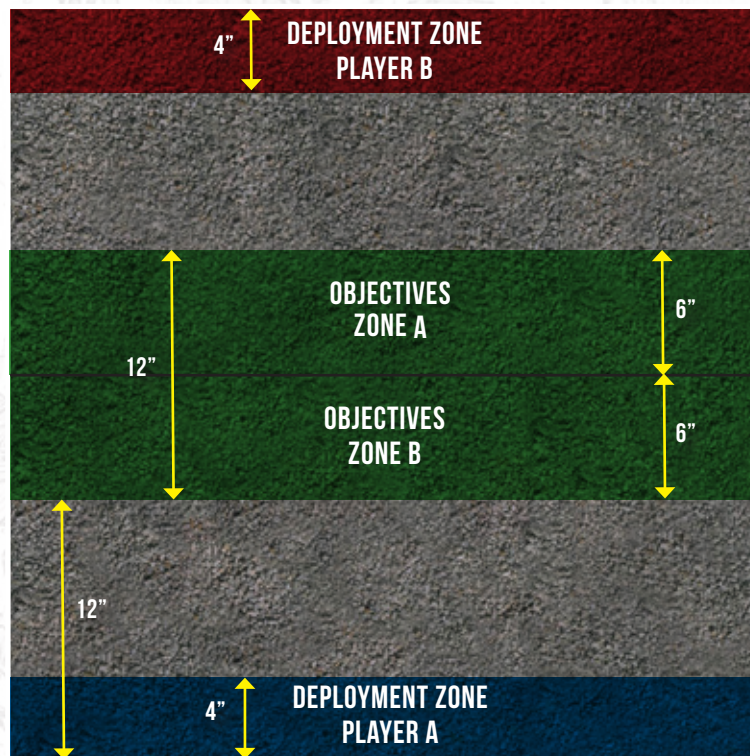 4”
DEPLOYMENT ZONE
PLAYER B
OBJECTIVES
ZONE A
6”
12”
OBJECTIVES
ZONE B
6”
12”
4”
DEPLOYMENT ZONE
PLAYER A